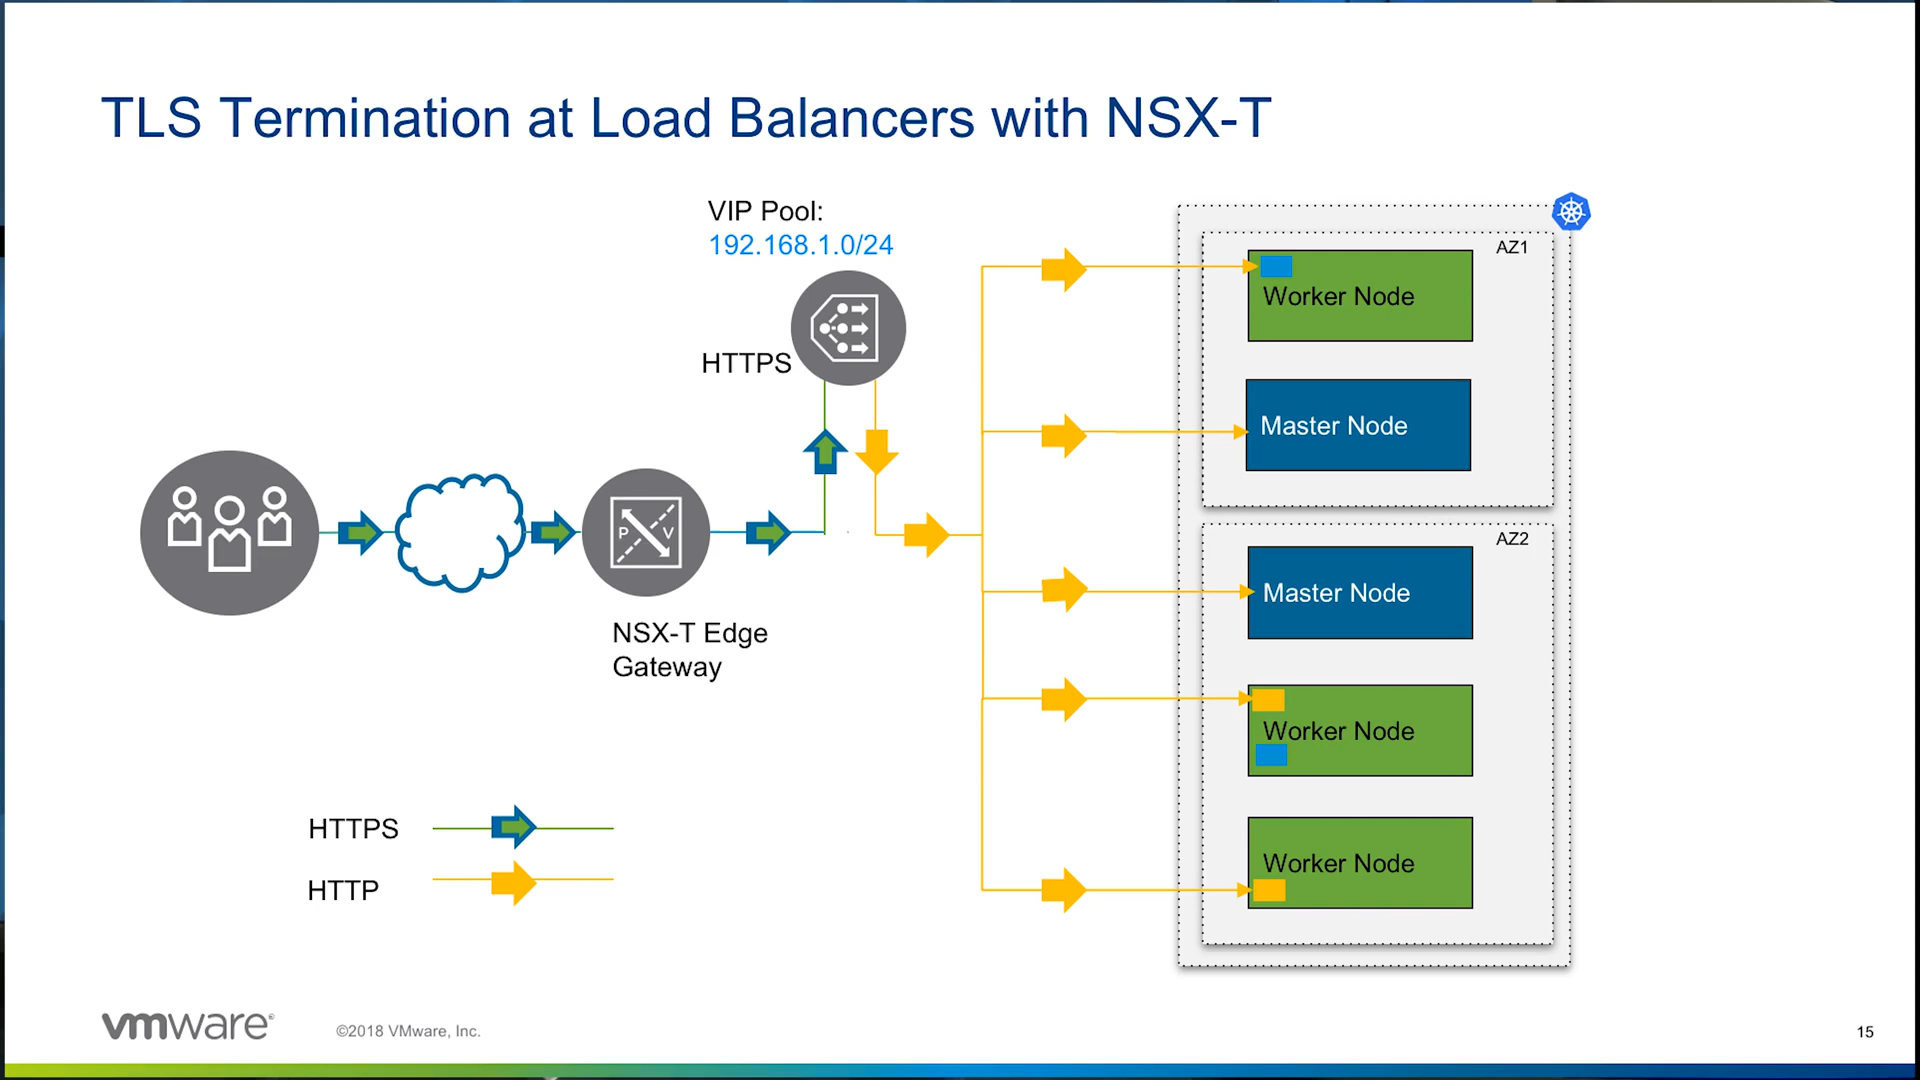 TLS Termination at Load Balancers with NSX-T
VIP Pool:
192.168.1.0/24
HTTPS
P
V
NSX-T Edge
Gateway
AZ1
Worker Node
Master Node
AZ2
Master Node
Worker Node
Worker Node
HTTPS
HTTP
vmware®
©2018 VMware, Inc.
15